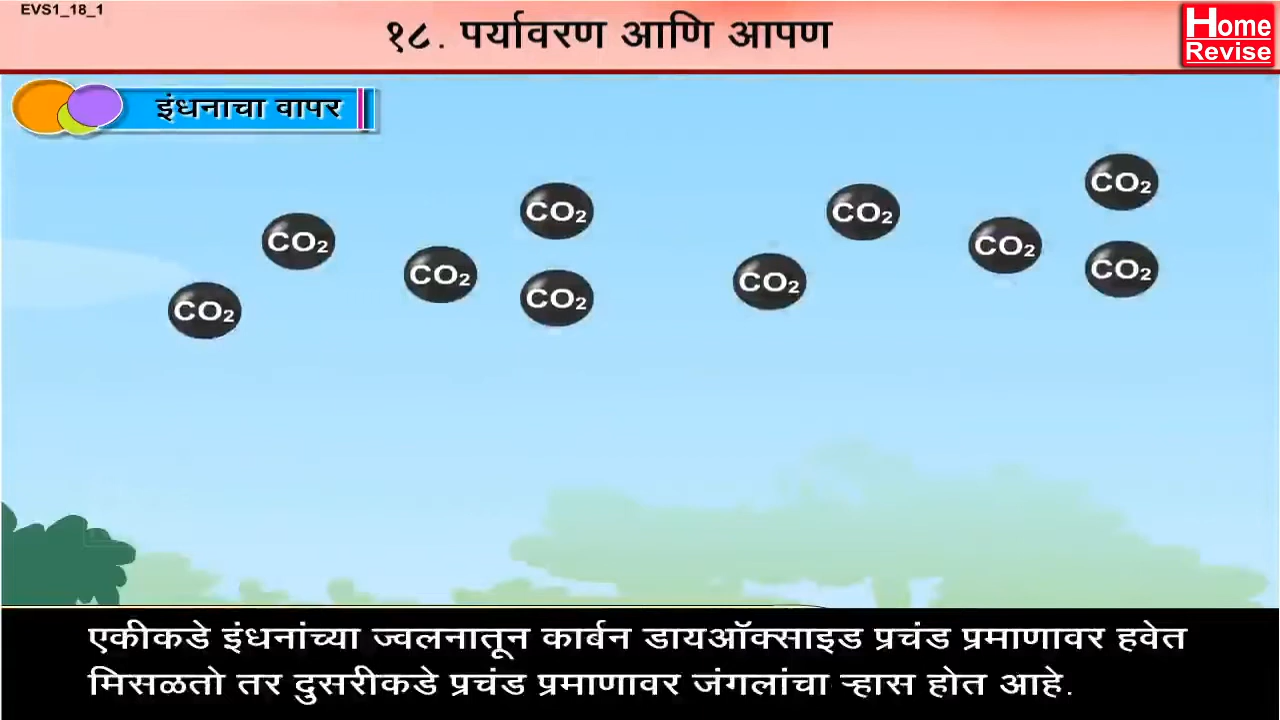 EVS1_18_1
१८. पर्यावरण आणि आपण
Home
Revise
इंधनाचा वापर
CO₂
CO₂
CO₂
CO₂
CO₂
CO₂
CO₂
CO₂
CO₂
CO₂
एकीकडे इंधनांच्या ज्वलनातून कार्बन डायऑक्साइड प्रचंड प्रमाणावर हवेत
मिसळतो तर दुसरीकडे प्रचंड प्रमाणावर जंगलांचा ऱ्हास होत आहे.